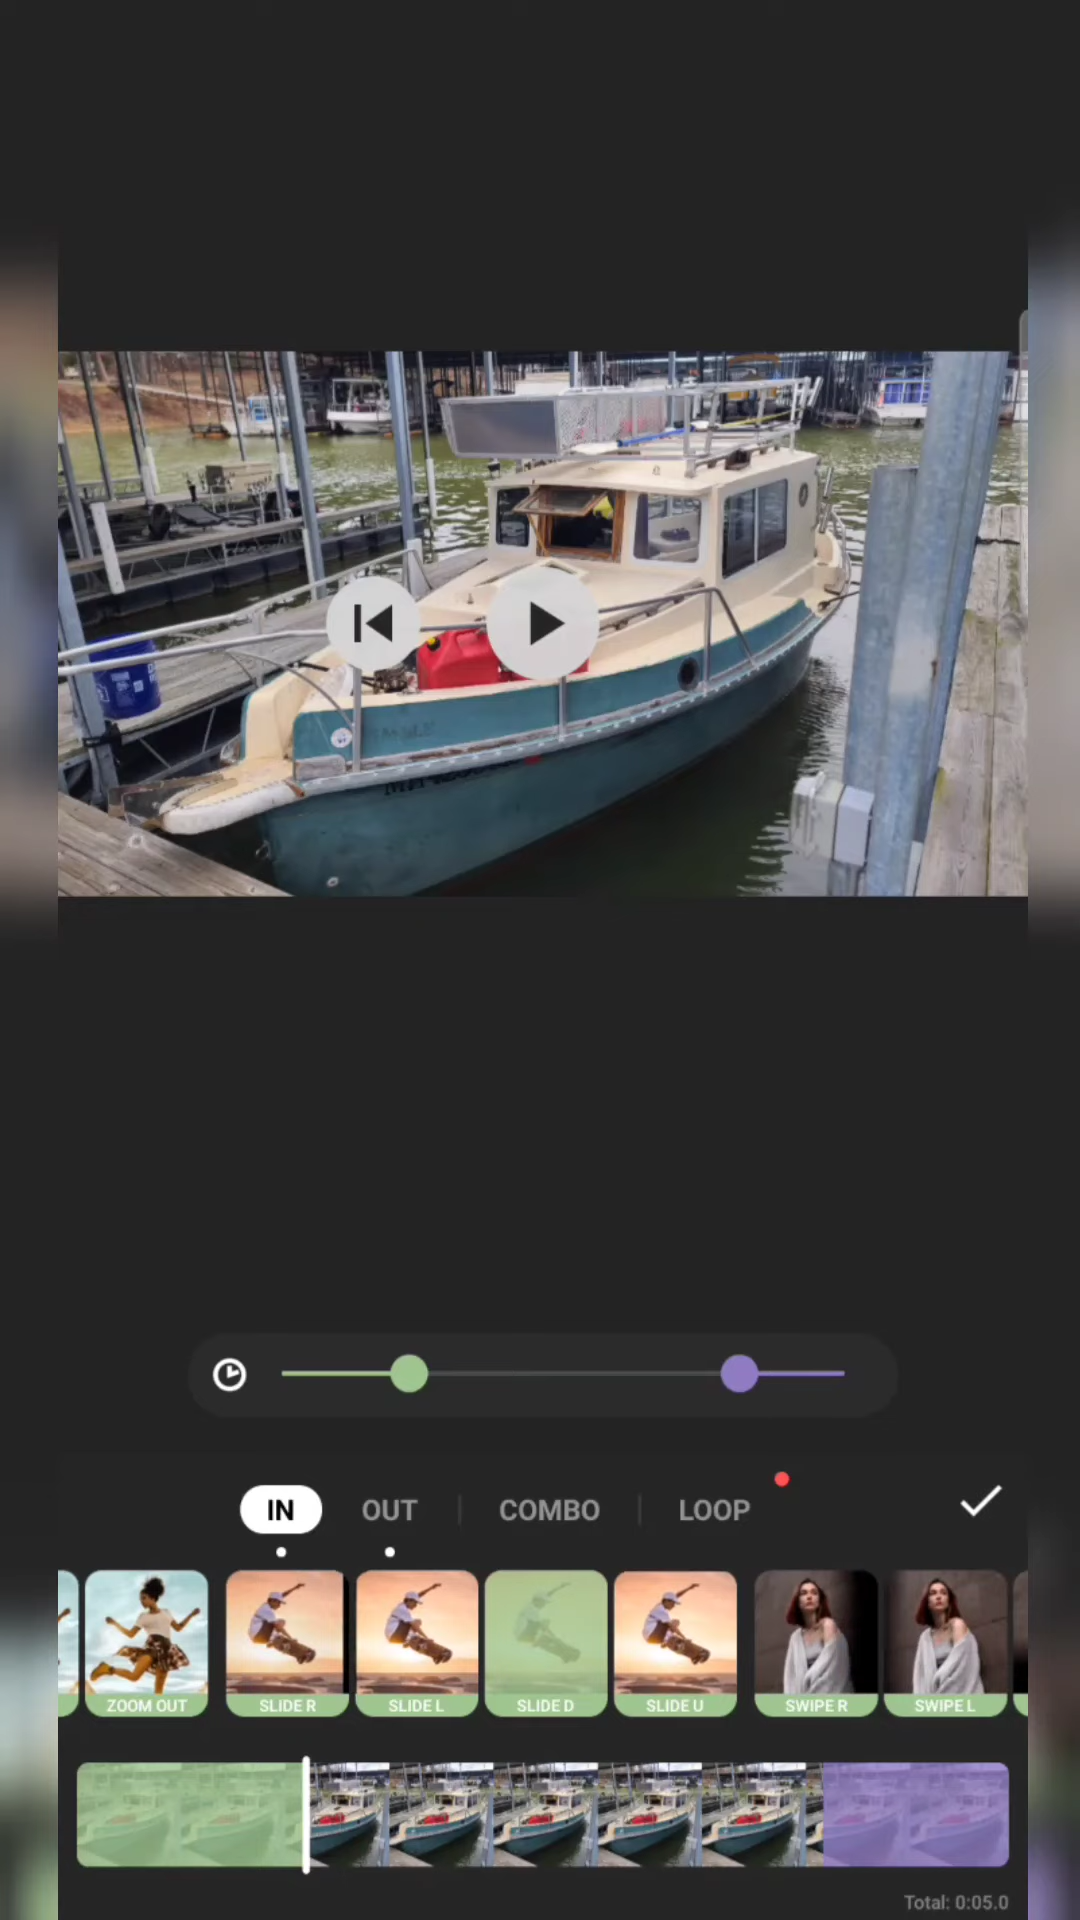 IN
OUT
COMBO
LOOP
ZOOM OUT
SLIDE R
SLIDE L
SLIDE D
SLIDE U
SWIPE R
SWIPE L
Total: 0:05.0